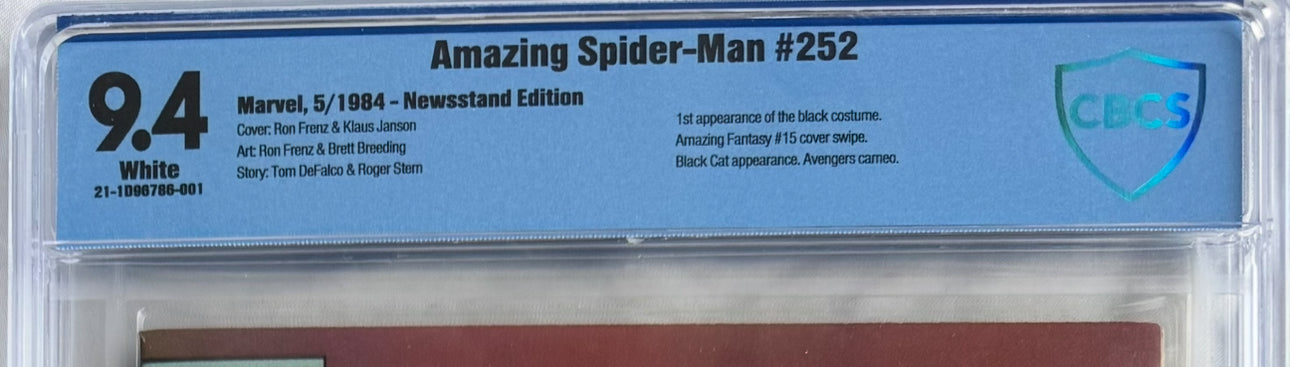 Amazing Spider-Man #252
9.4
White
21-1D96786-001
Marvel, 5/1984 - Newsstand Edition
Cover: Ron Frenz & Klaus Janson
Art: Ron Frenz & Brett Breeding
Story: Tom DeFalco & Roger Stern
1st appearance of the black costume.
Amazing Fantasy #15 cover swipe.
Black Cat appearance. Avengers cameo.
CBCS